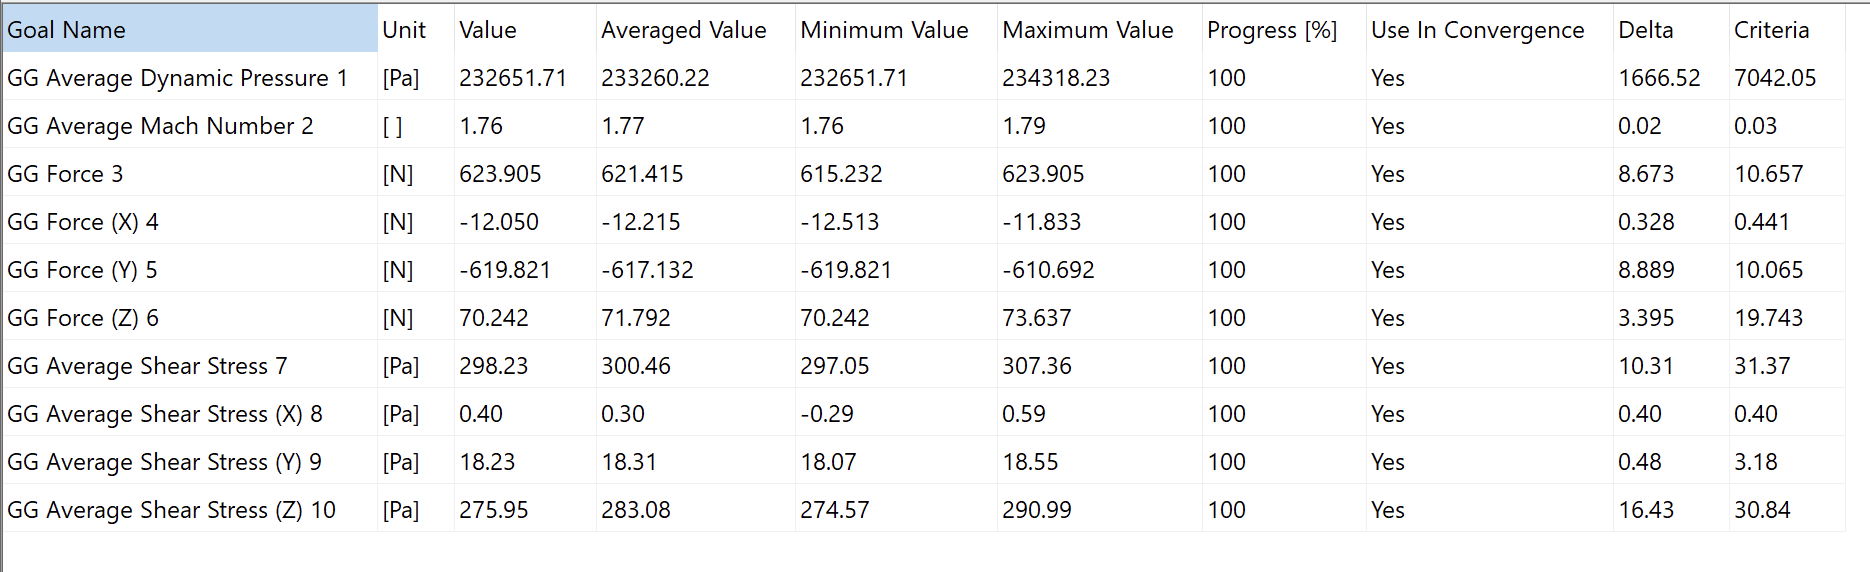 Goal Name Unit Value Averaged Value Minimum Value Maximum Value Progress [%] Use In Convergence Delta Criteria
GG Average Dynamic Pressure 1 [Pa] 232651.71 233260.22 232651.71 234318.23 100 Yes 1666.52 7042.05
GG Average Mach Number 2 [ ] 1.76 1.77 1.76 1.79 100 Yes 0.02 0.03
GG Force 3 [N] 623.905 621.415 615.232 623.905 100 Yes 8.673 10.657
GG Force (X) 4 [N] -12.050 -12.215 -12.513 -11.833 100 Yes 0.328 0.441
GG Force (Y) 5 [N] -619.821 -617.132 -619.821 -610.692 100 Yes 8.889 10.065
GG Force (Z) 6 [N] 70.242 71.792 70.242 73.637 100 Yes 3.395 19.743
GG Average Shear Stress 7 [Pa] 298.23 300.46 297.05 307.36 100 Yes 10.31 31.37
GG Average Shear Stress (X) 8 [Pa] 0.40 0.30 -0.29 0.59 100 Yes 0.40 0.40
GG Average Shear Stress (Y) 9 [Pa] 18.23 18.31 18.07 18.55 100 Yes 0.48 3.18
GG Average Shear Stress (Z) 10 [Pa] 275.95 283.08 274.57 290.99 100 Yes 16.43 30.84